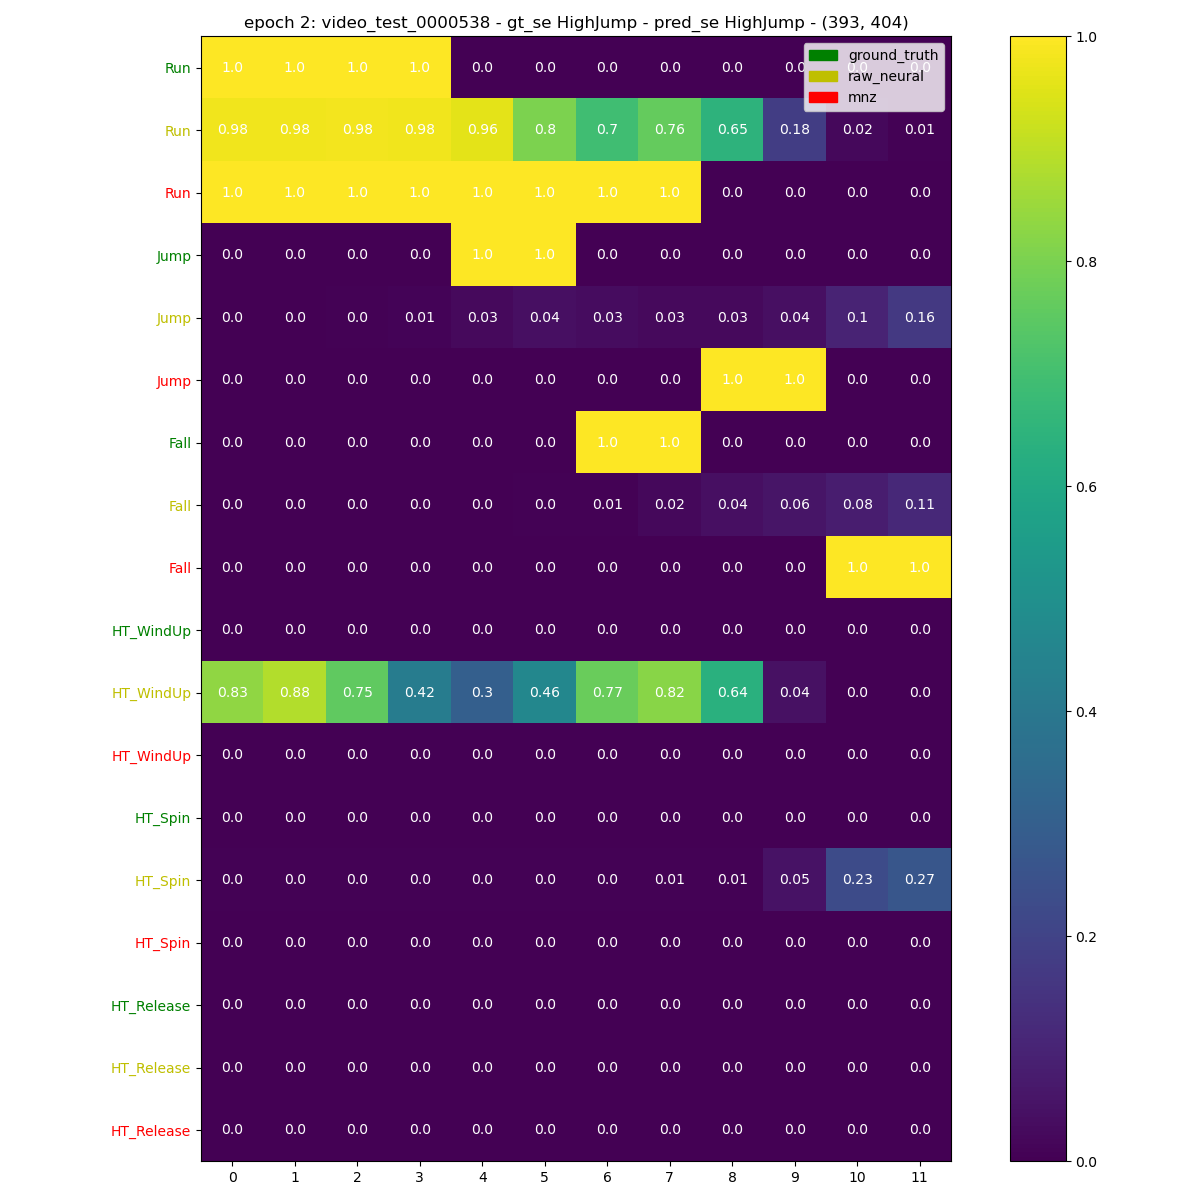 epoch 2: video_test_0000538 - gt_se HighJump - pred_se HighJump - (393, 404)
ground_truth
raw_neural
mnz
Run 1.0 1.0 1.0 1.0 0.0 0.0 0.0 0.0 0.0 0.0 0.0
Run 0.98 0.98 0.98 0.98 0.96 0.8 0.7 0.76 0.65 0.18 0.02 0.01
Run 1.0 1.0 1.0 1.0 1.0 1.0 1.0 1.0 0.0 0.0 0.0 0.0
Jump 0.0 0.0 0.0 0.0 1.0 1.0 0.0 0.0 0.0 0.0 0.0 0.0
Jump 0.0 0.0 0.0 0.01 0.03 0.04 0.03 0.03 0.03 0.04 0.1 0.16
Jump 0.0 0.0 0.0 0.0 0.0 0.0 0.0 0.0 1.0 1.0 0.0 0.0
Fall 0.0 0.0 0.0 0.0 0.0 0.0 1.0 1.0 0.0 0.0 0.0 0.0
Fall 0.0 0.0 0.0 0.0 0.0 0.0 0.01 0.02 0.04 0.06 0.08 0.11
Fall 0.0 0.0 0.0 0.0 0.0 0.0 0.0 0.0 0.0 0.0 1.0 1.0
HT_WindUp 0.0 0.0 0.0 0.0 0.0 0.0 0.0 0.0 0.0 0.0 0.0 0.0
HT_WindUp 0.83 0.88 0.75 0.42 0.3 0.46 0.77 0.82 0.64 0.04 0.0 0.0
HT_WindUp 0.0 0.0 0.0 0.0 0.0 0.0 0.0 0.0 0.0 0.0 0.0 0.0
HT_Spin 0.0 0.0 0.0 0.0 0.0 0.0 0.0 0.0 0.0 0.0 0.0 0.0
HT_Spin 0.0 0.0 0.0 0.0 0.0 0.0 0.0 0.01 0.01 0.05 0.23 0.27
HT_Spin 0.0 0.0 0.0 0.0 0.0 0.0 0.0 0.0 0.0 0.0 0.0 0.0
HT_Release 0.0 0.0 0.0 0.0 0.0 0.0 0.0 0.0 0.0 0.0 0.0 0.0
HT_Release 0.0 0.0 0.0 0.0 0.0 0.0 0.0 0.0 0.0 0.0 0.0 0.0
HT_Release 0.0 0.0 0.0 0.0 0.0 0.0 0.0 0.0 0.0 0.0 0.0 0.0
0 1 2 3 4 5 6 7 8 9 10 11
1.0
0.8
0.6
0.4
0.2
0.0